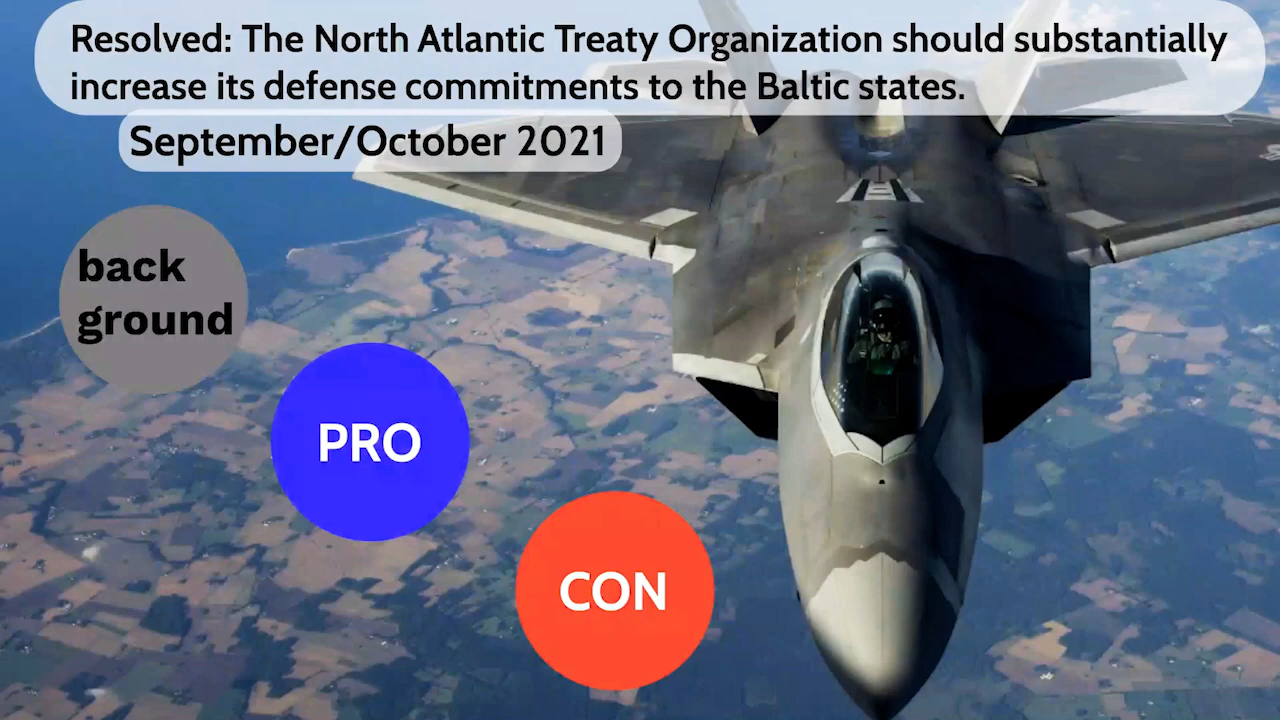 Resolved: The North Atlantic Treaty Organization should substantially
increase its defense commitments to the Baltic states.
September/October 2021
back
ground
PRO
CON